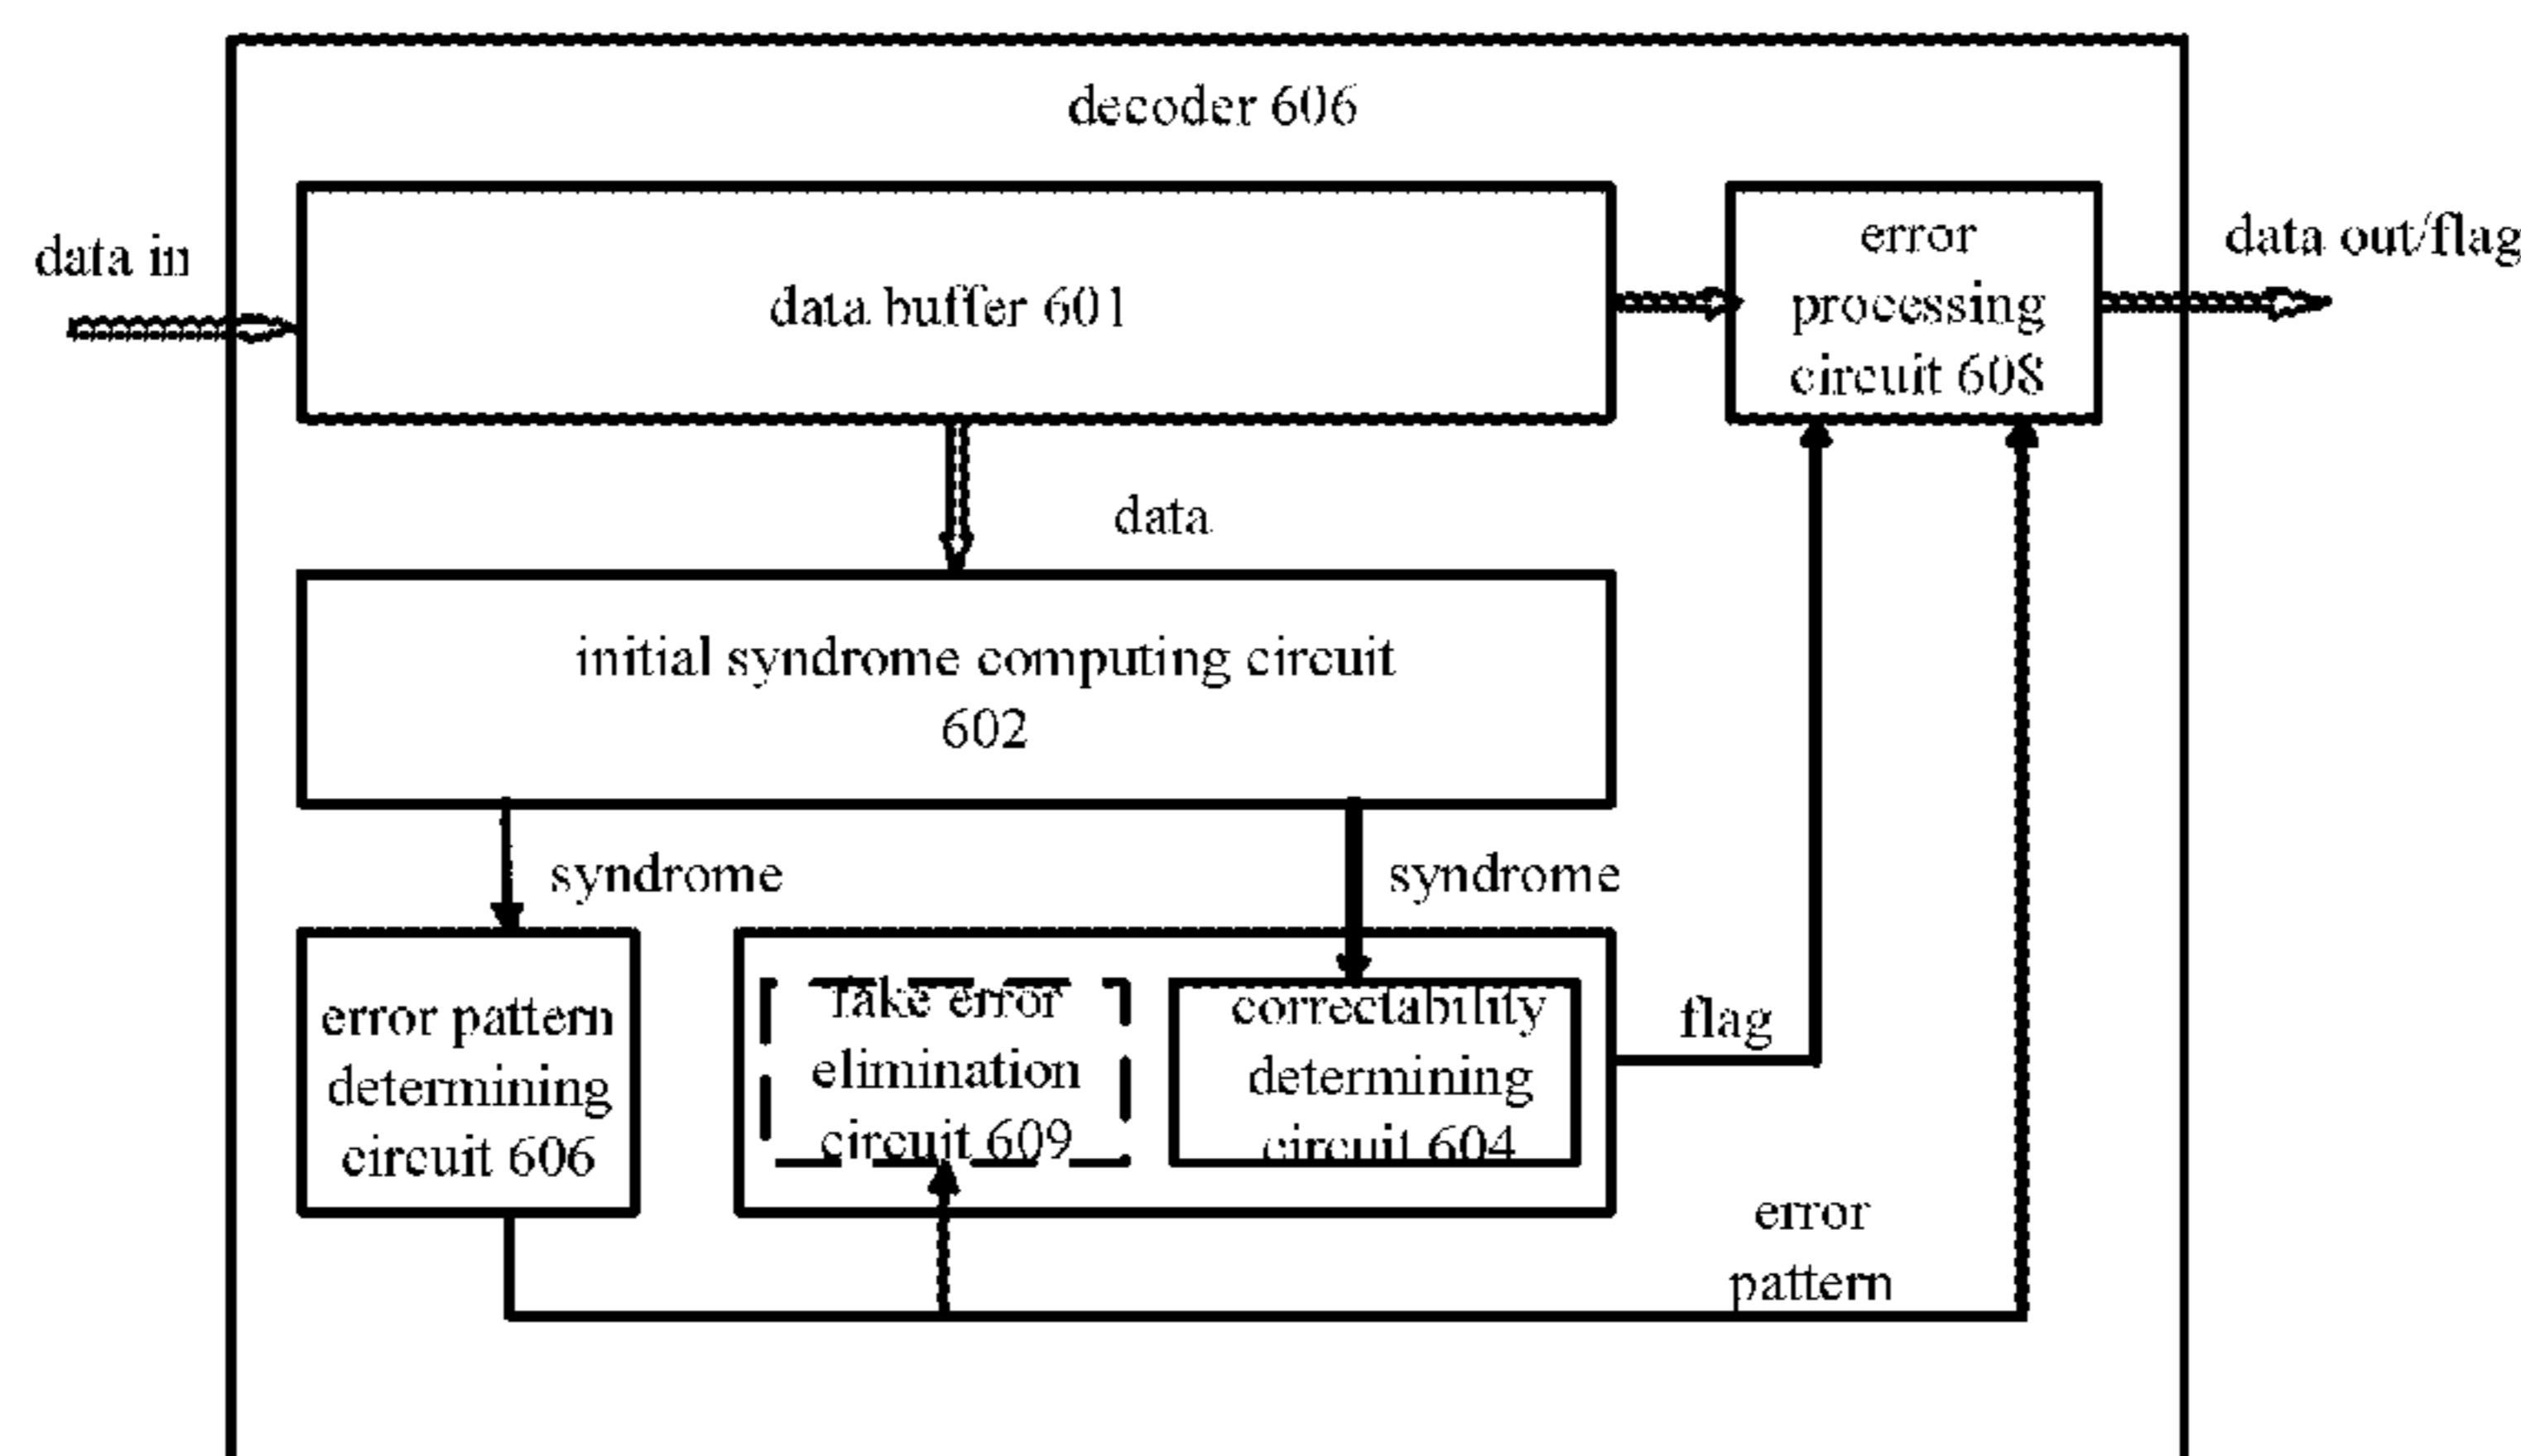 decoder 606
data in
data buffer 601
error
processing
circuit 608
data out/flag
data
initial syndrome computing circuit
602
syndrome
syndrome
error pattern
determining
circuit 606
fake error
elimination
circuit 609
correctability
determining
circuit 604
flag
error
pattern